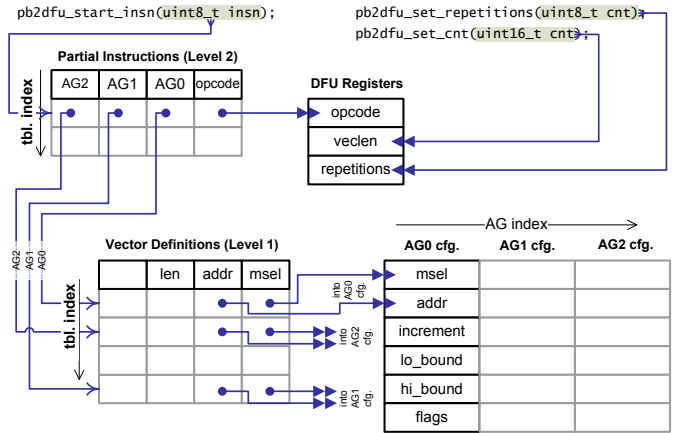 pb2dfu_start_insn(uint8_t insn);
pb2dfu_set_repetitions(uint8_t cnt);
pb2dfu_set_cnt(uint16_t cnt);
Partial Instructions (Level 2)
AG2 AG1 AG0 opcode
tbl. index
DFU Registers
opcode
veclen
repetitions
AG2
AG1
AG0
Vector Definitions (Level 1)
len addr msel
tbl. index
into
AG0
cfg.
into
AG2
cfg.
into
AG1
cfg.
AG index
AG0 cfg. AG1 cfg. AG2 cfg.
msel
addr
increment
lo_bound
hi_bound
flags